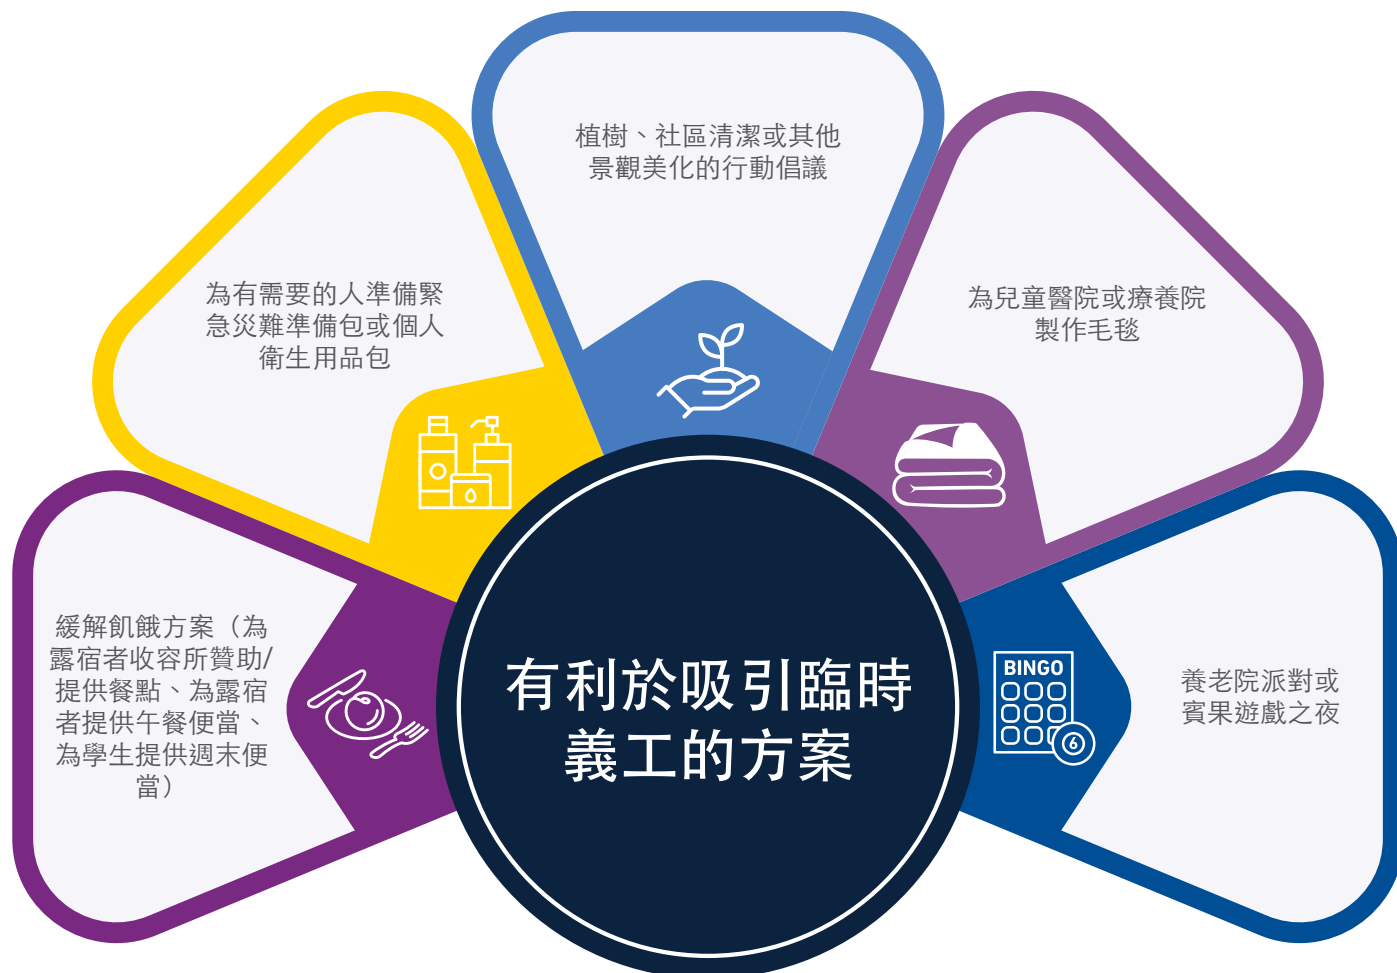 植樹、社區清潔或其他
景觀美化的行動倡議
為有需要的人準備緊
急災難準備包或個人
衛生用品包
為兒童醫院或療養院
製作毛毯
緩解飢餓方案（為
露宿者收容所贊助/
提供餐點、為露宿
者提供午餐便當、
為學生提供週末便
當）
養老院派對或
賓果遊戲之夜
BINGO
6
有利於吸引臨時
義工的方案